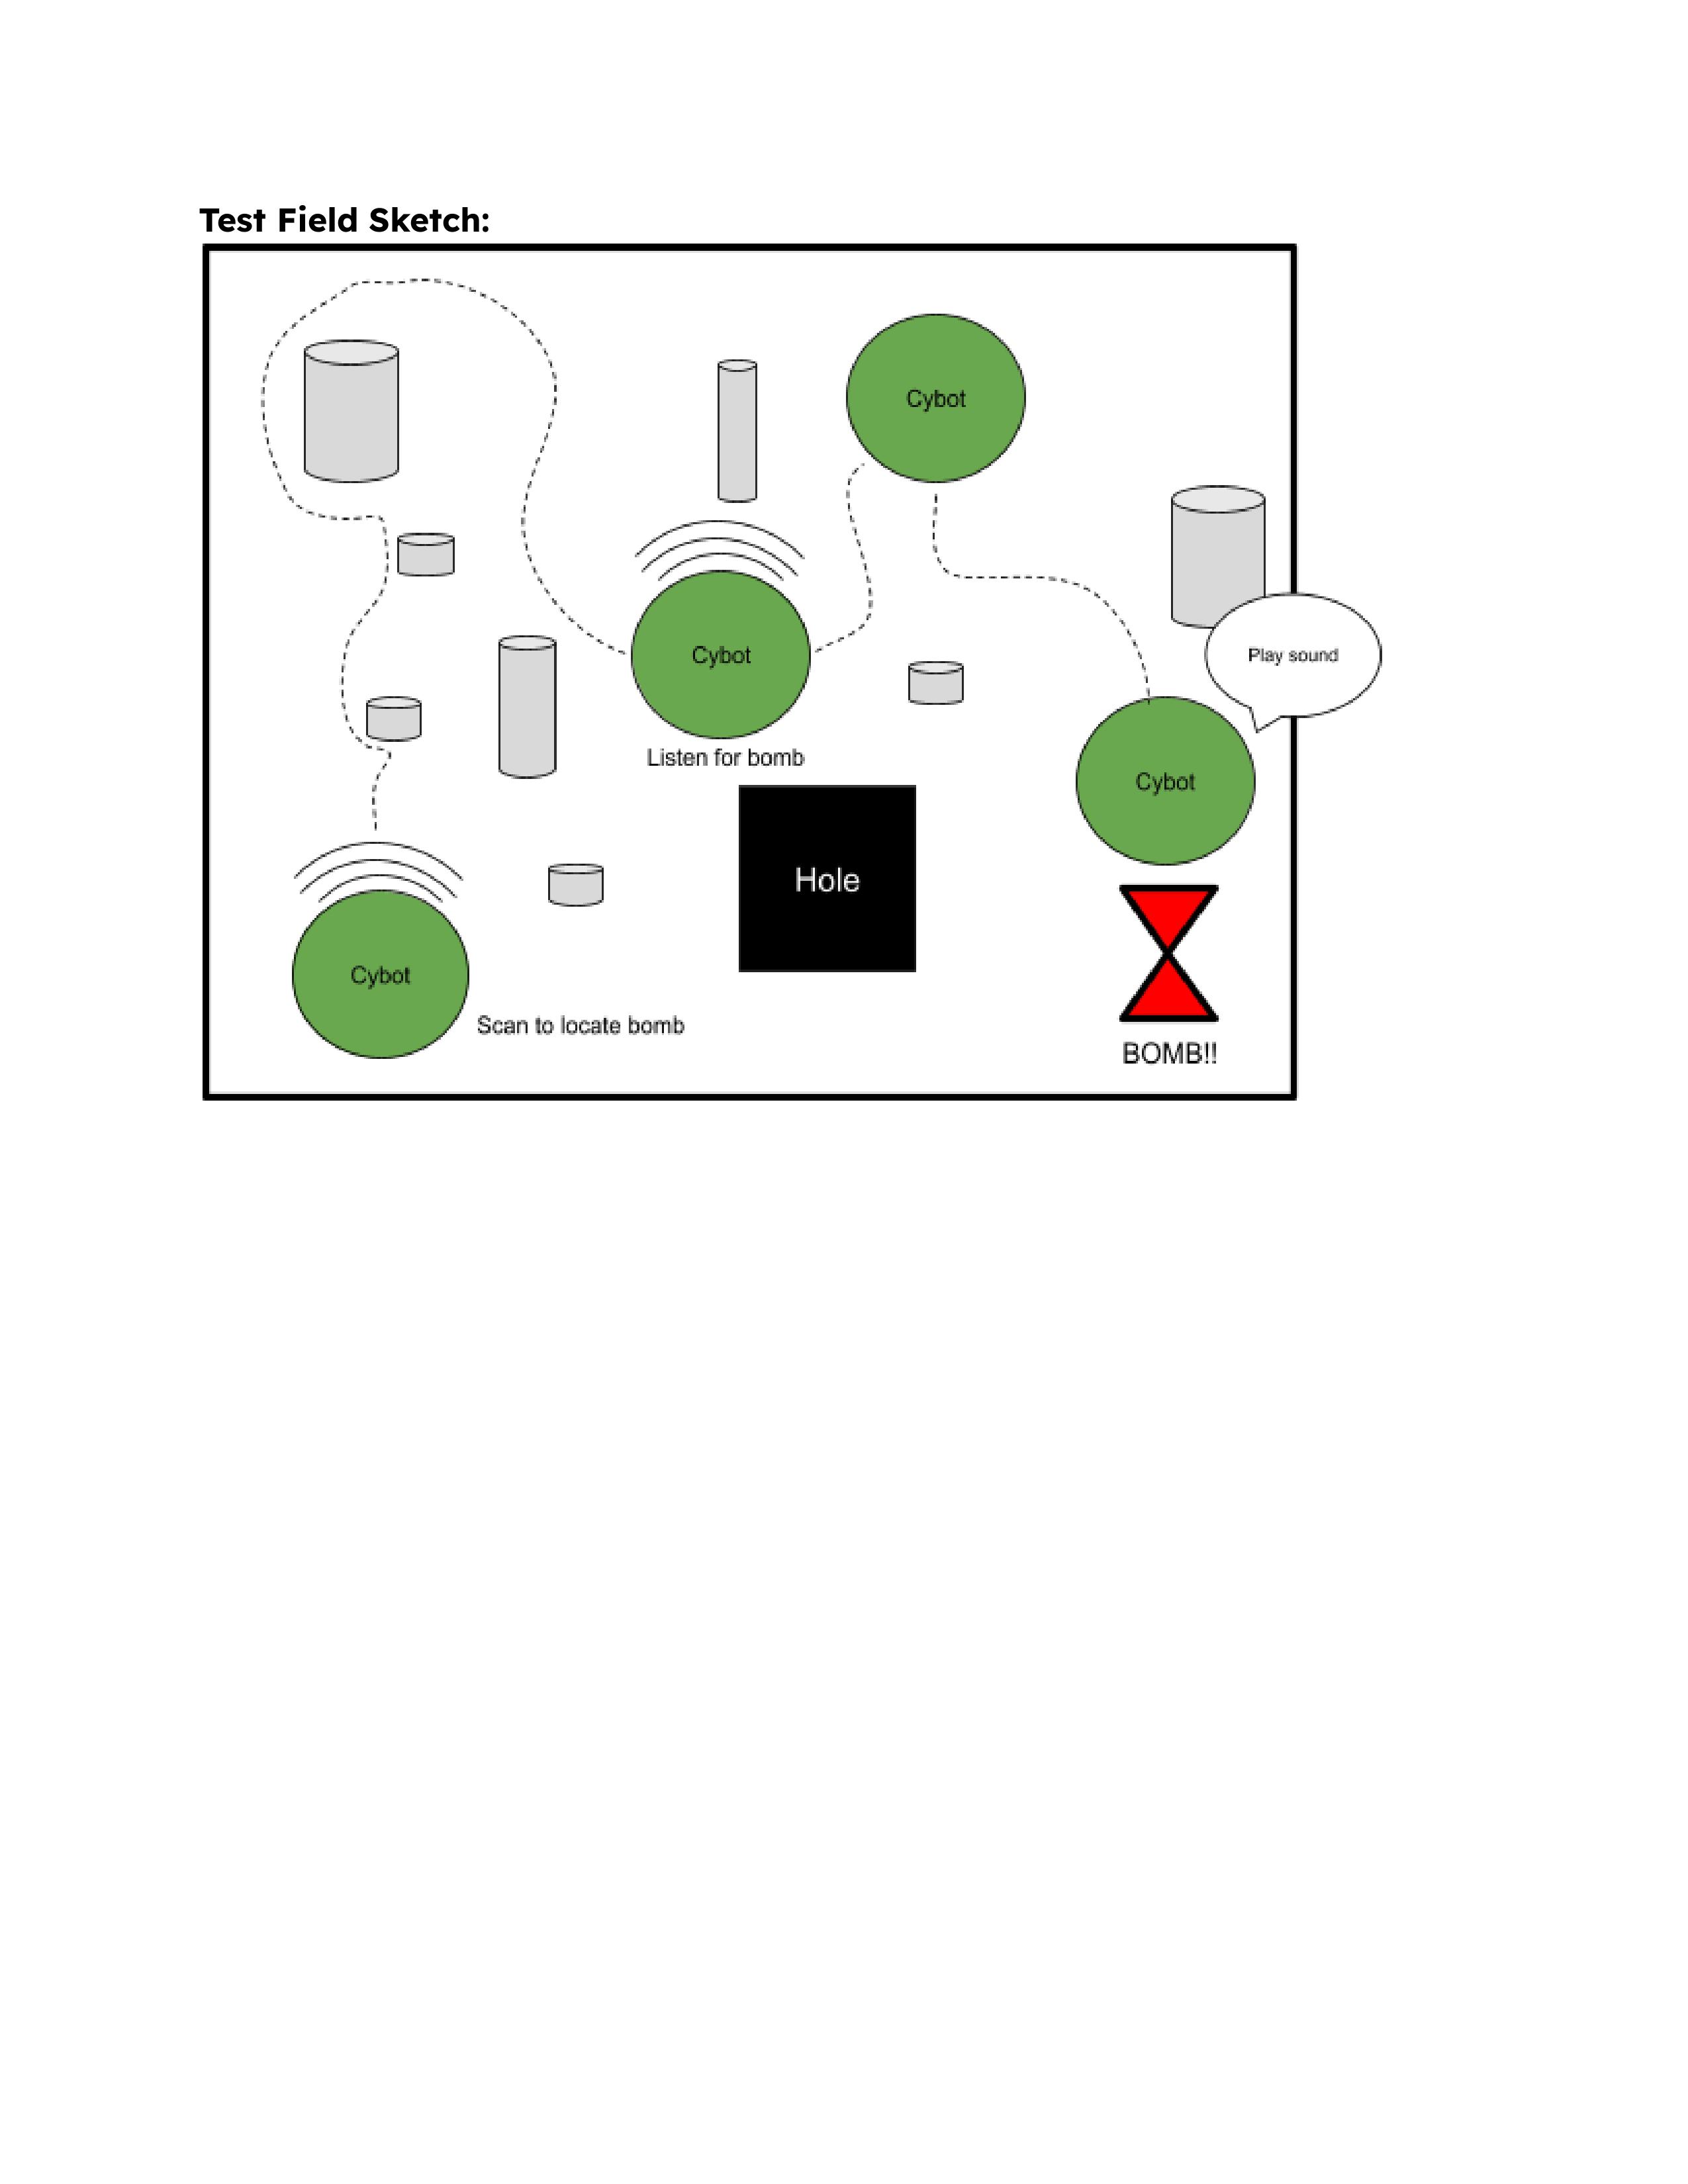 Test Field Sketch:
Cybot
Cybot
Play sound
Listen for bomb
Cybot
Hole
Cybot
Scan to locate bomb
BOMB!!